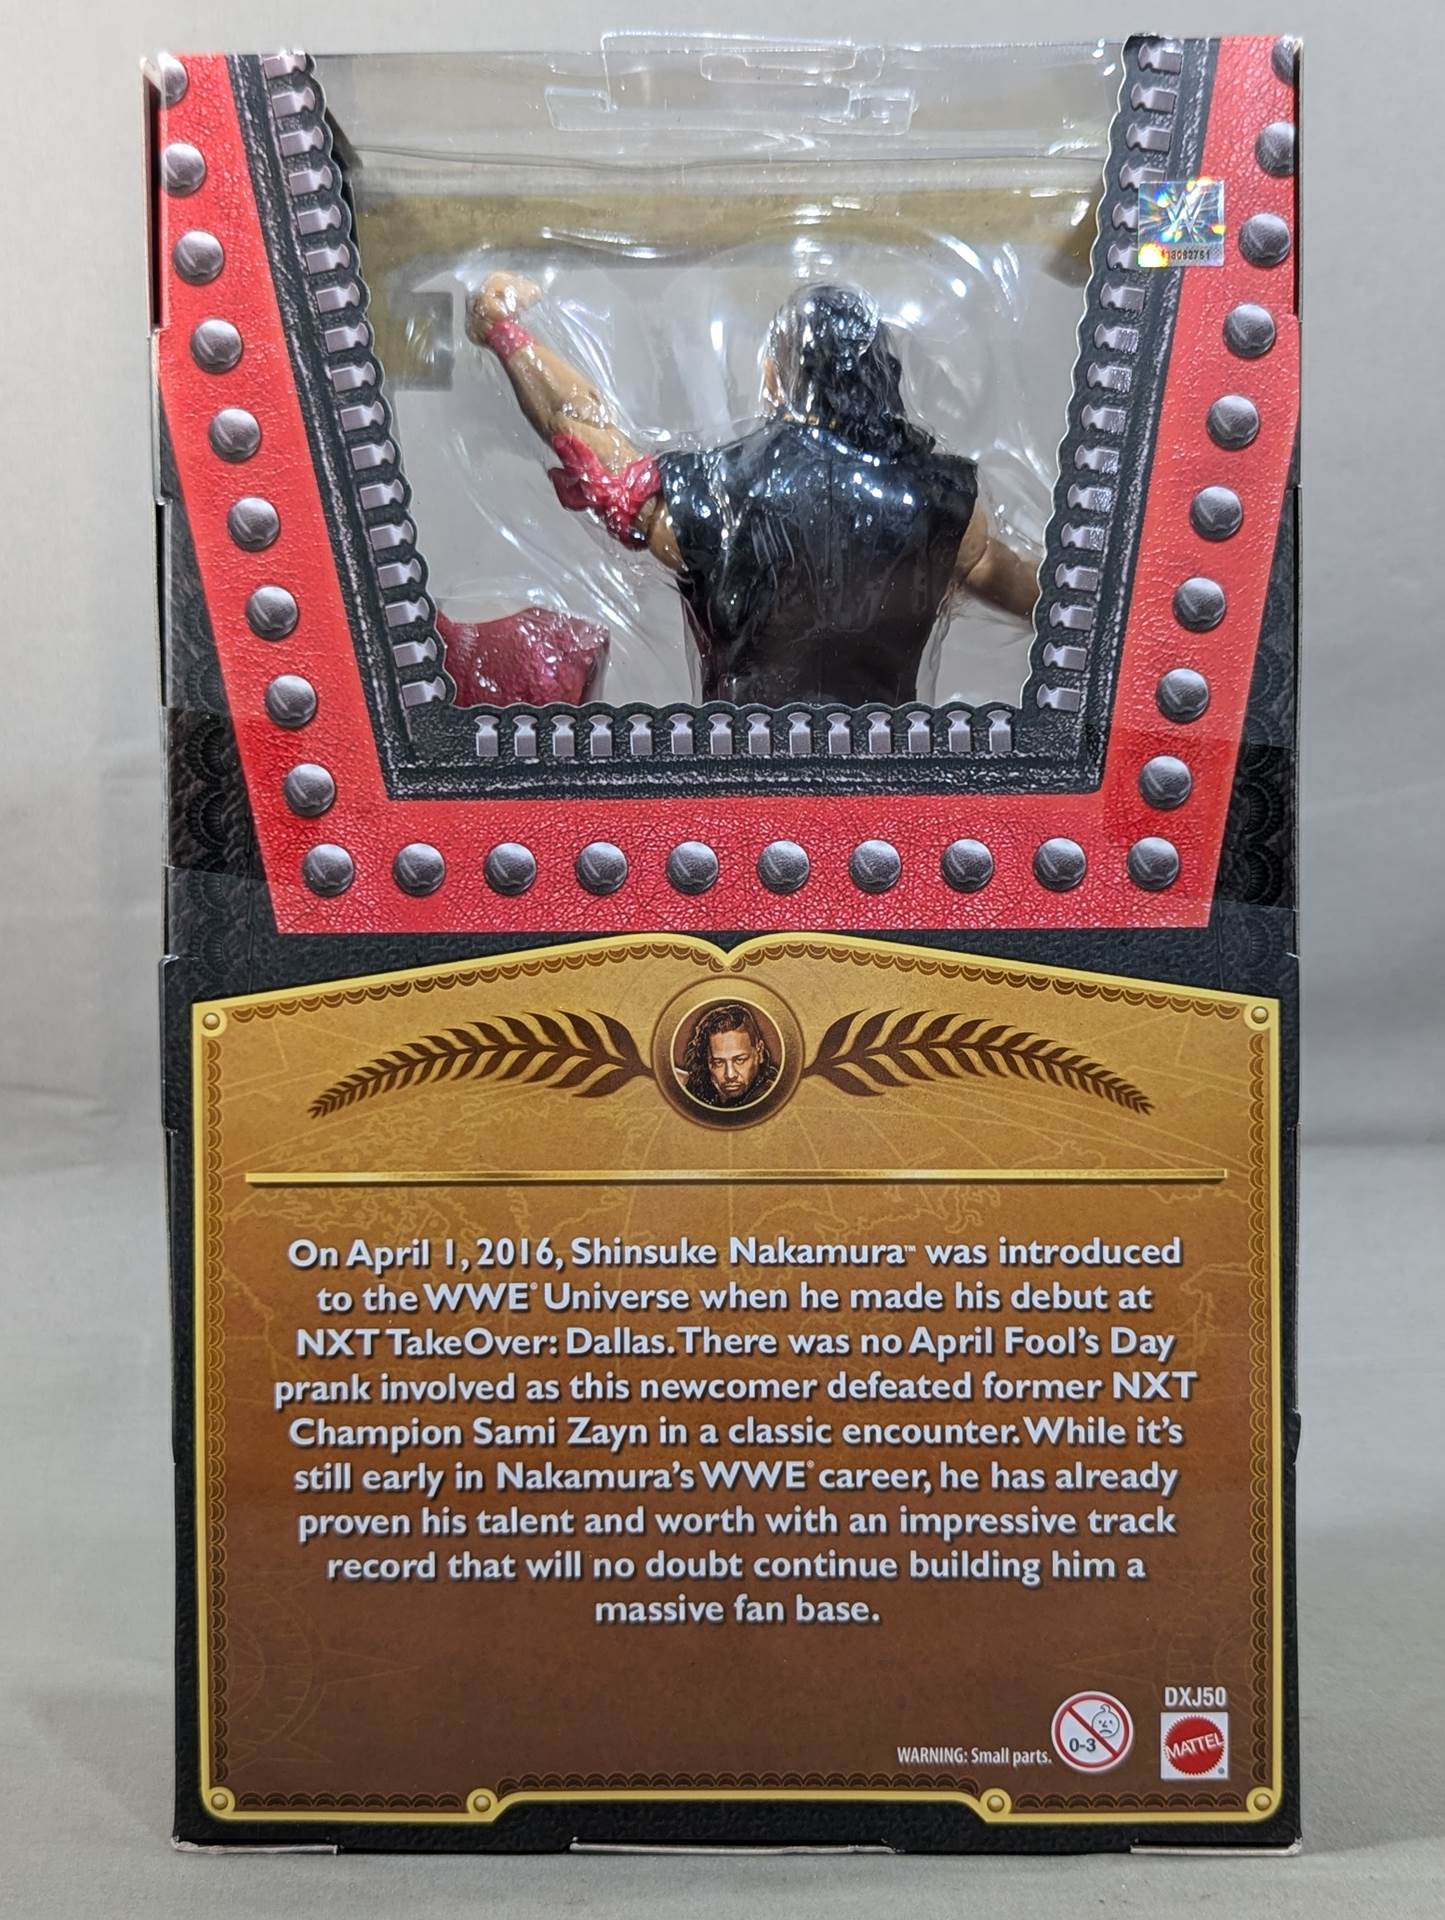 On April 1, 2016, Shinsuke Nakamura™ was introduced
to the WWE® Universe when he made his debut at
NXT TakeOver: Dallas. There was no April Fool's Day
prank involved as this newcomer defeated former NXT
Champion Sami Zayn in a classic encounter. While it's
still early in Nakamura's WWE® career, he has already
proven his talent and worth with an impressive track
record that will no doubt continue building him a
massive fan base.
DXJ50
WARNING: Small parts.
0-3
MATTEL